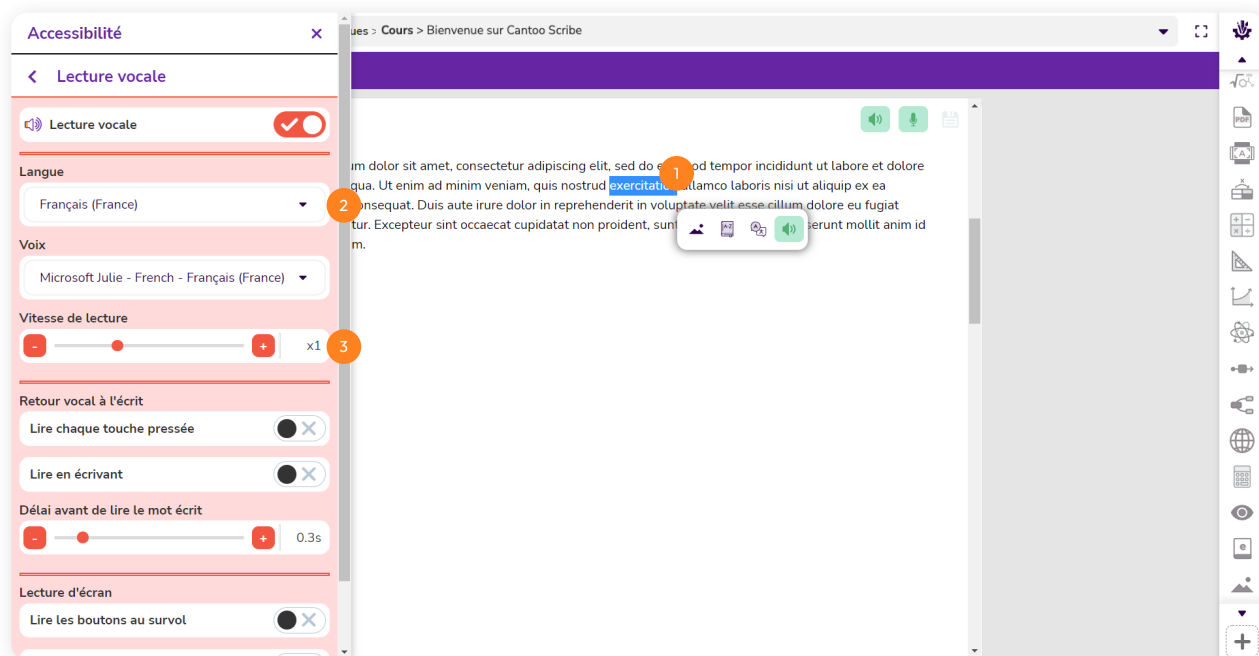 Accessibilité
ues > Cours > Bienvenue sur Cantoo Scribe
Lecture vocale
Lecture vocale
Langue
Français (France)
2
Voix
Microsoft Julie - French - Français (France)
Vitesse de lecture
-
+
x1
3
Retour vocal à l'écrit
Lire chaque touche pressée
Lire en écrivant
Délai avant de lire le mot écrit
-
+
0.3s
Lecture d'écran
Lire les boutons au survol
um dolor sit amet, consectetur adipiscing elit, sed do e od tempor incididunt ut labore et dolore
1
qua. Ut enim ad minim veniam, quis nostrud exercitatio ullamco laboris nisi ut aliquip ex ea
onsequat. Duis aute irure dolor in reprehenderit in voluptate velit esse cillum dolore eu fugiat
tur. Excepteur sint occaecat cupidatat non proident, sunt serunt mollit anim id
m.
A-Z
PDF
A
e